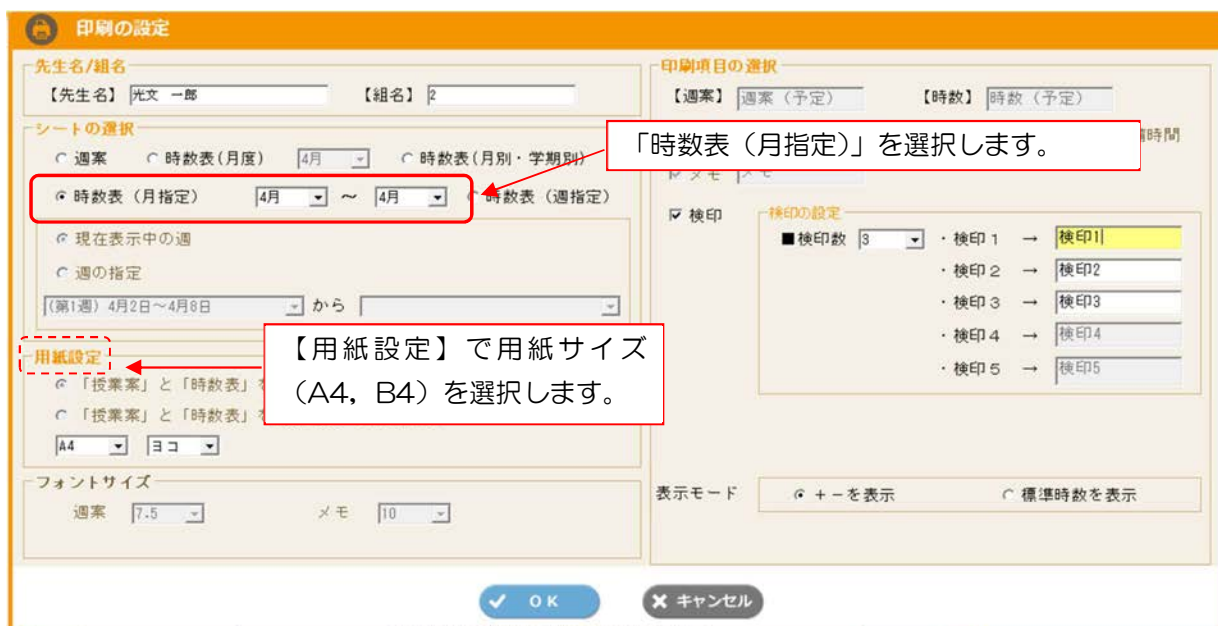 印刷の設定
先生名/組名
【先生名】 光文 一郎 【組名】 2
シートの選択
週案 時数表(月度) 4月 時数表(月別・学期別)
時数表（月指定） 4月 ～ 4月 時数表（週指定）
現在表示中の週
週の指定
(第1週) 4月2日～4月8日 から
用紙設定
「授業案」と「時数表」を
「授業案」と「時数表」を
A4 ヨコ
フォントサイズ
週案 7.5 メモ 10
印刷項目の選択
【週案】 週案（予定） 【時数】 時数（予定）
時間
メモ メモ
検印 検印の設定
■検印数 3 ・検印1 → 検印1
・検印2 → 検印2
・検印3 → 検印3
・検印4 → 検印4
・検印5 → 検印5
表示モード ＋－を表示 標準時数を表示
「時数表（月指定）」を選択します。
【用紙設定】で用紙サイズ
（A4，B4）を選択します。
OK キャンセル